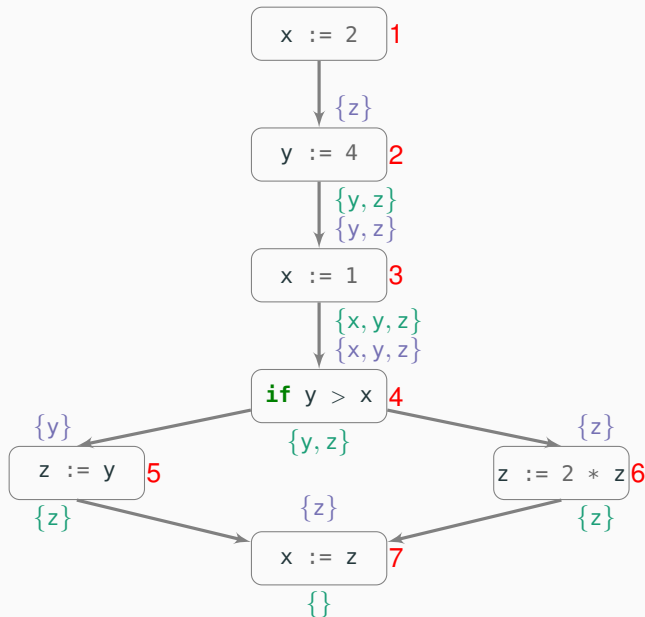 x := 2 1
{z}
y := 4 2
{y, z}
{y, z}
x := 1 3
{x, y, z}
{x, y, z}
if y > x 4
{y} {y, z} {z}
z := y 5 z := 2 * z 6
{z} {z} {z}
x := z 7
{}